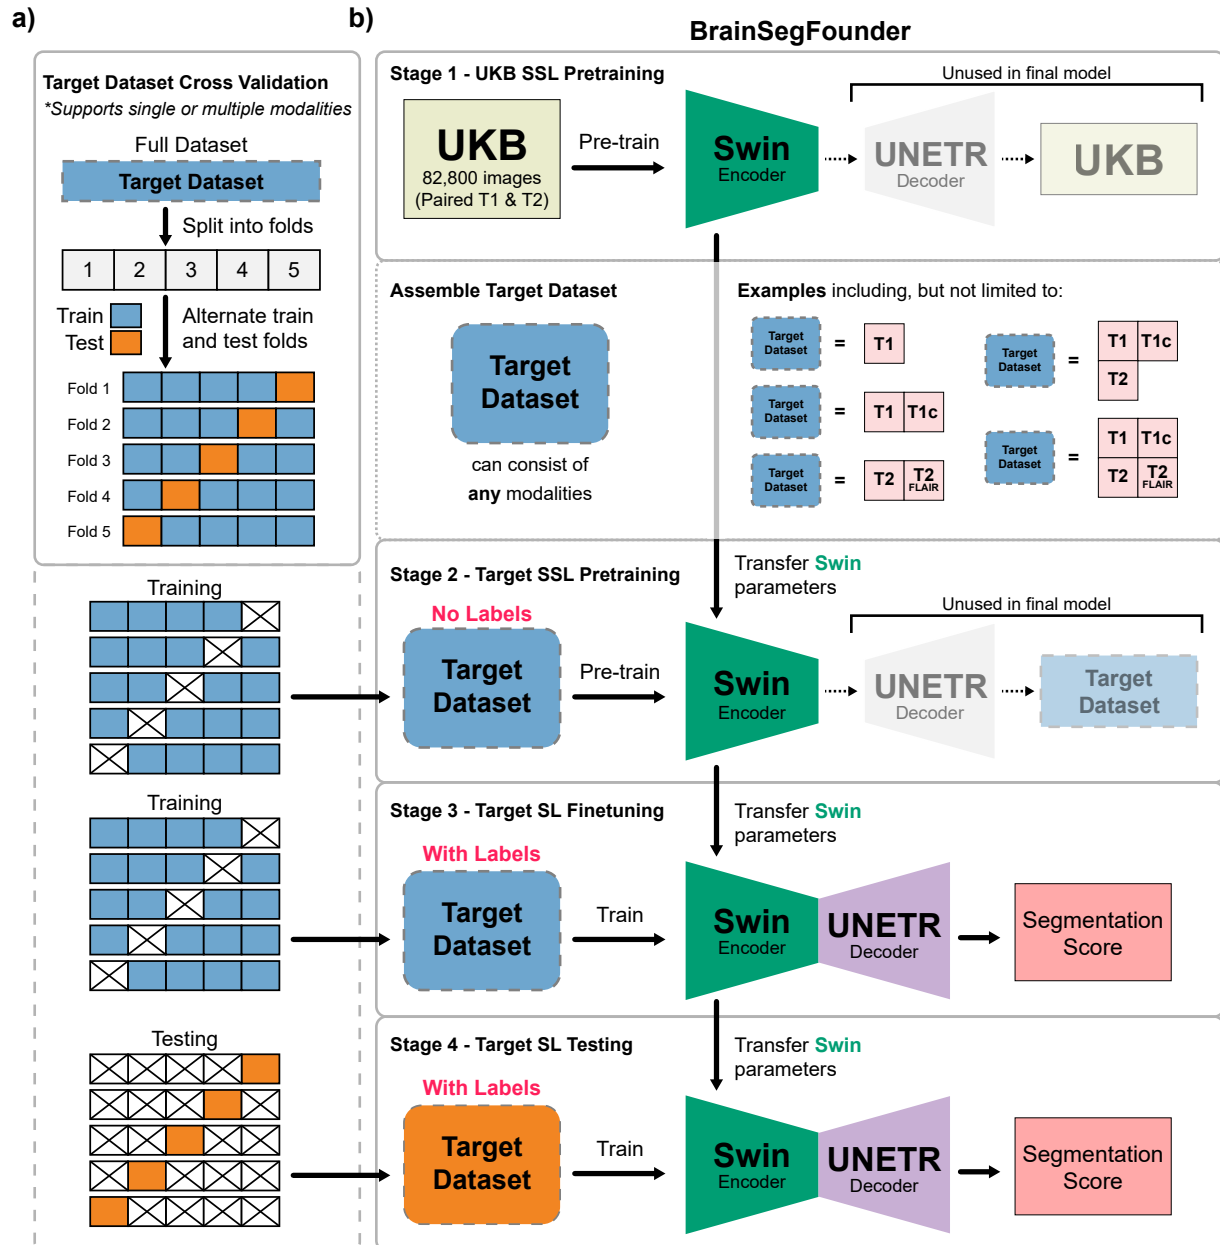 a)
Target Dataset Cross Validation
*Supports single or multiple modalities
Full Dataset
Target Dataset
Split into folds
1 2 3 4 5
Train
Test
Alternate train
and test folds
Fold 1
Fold 2
Fold 3
Fold 4
Fold 5
Training
Training
Testing
b)
BrainSegFounder
Stage 1 - UKB SSL Pretraining
Unused in final model
UKB
82,800 images
(Paired T1 & T2)
Pre-train
Swin
Encoder
UNETR
Decoder
UKB
Assemble Target Dataset
Target
Dataset
can consist of
any modalities
Examples including, but not limited to:
Target
Dataset
=
T1
Target
Dataset
=
T1 T1c
Target
Dataset
=
T2 T2
FLAIR
Target
Dataset
=
T1 T1c
T2
Target
Dataset
=
T1 T1c
T2 T2
FLAIR
Transfer Swin
parameters
Stage 2 - Target SSL Pretraining
No Labels
Target
Dataset
Pre-train
Swin
Encoder
Unused in final model
UNETR
Decoder
Target
Dataset
Transfer Swin
parameters
Stage 3 - Target SL Finetuning
With Labels
Target
Dataset
Train
Swin
Encoder
UNETR
Decoder
Segmentation
Score
Transfer Swin
parameters
Stage 4 - Target SL Testing
With Labels
Target
Dataset
Train
Swin
Encoder
UNETR
Decoder
Segmentation
Score